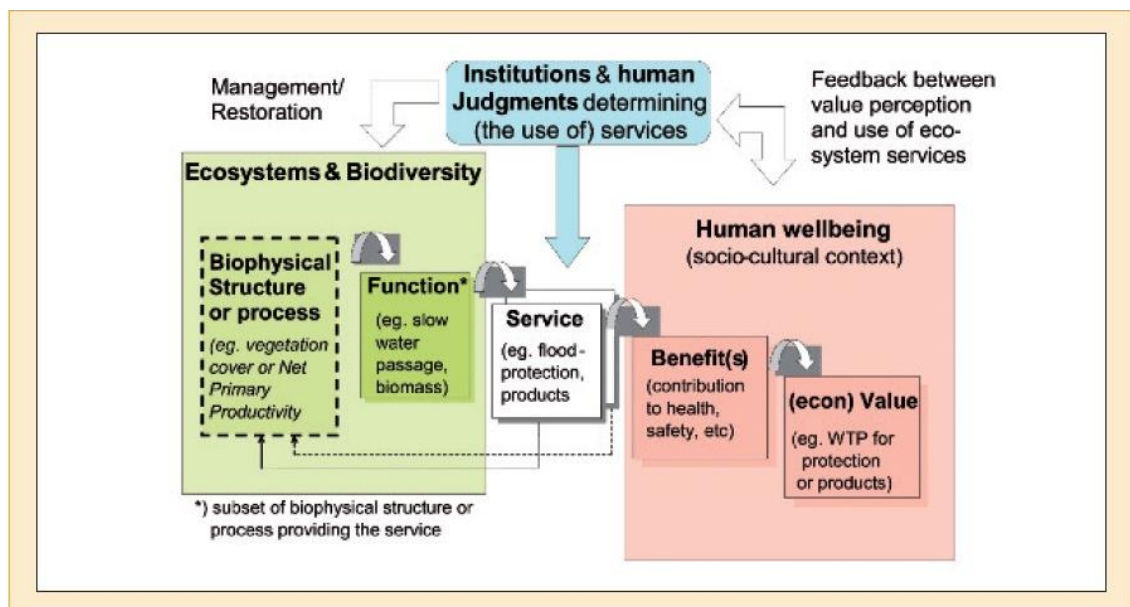 Management/
Restoration
Institutions & human
Judgments determining
(the use of) services
Feedback between
value perception
and use of eco-
system services
Ecosystems & Biodiversity
Biophysical
Structure
or process
(eg. vegetation
cover or Net
Primary
Productivity
Function*
(eg. slow
water
passage,
biomass)
Service
(eg. flood-
protection,
products
Human wellbeing
(socio-cultural context)
Benefit(s)
(contribution
to health,
safety, etc)
(econ) Value
(eg. WTP for
protection
or products)
*) subset of biophysical structure or
process providing the service